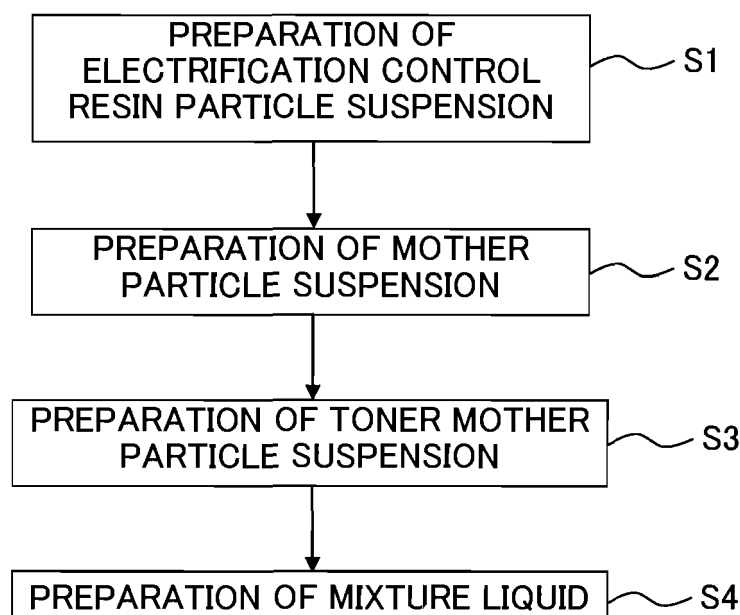 PREPARATION OF
ELECTRIFICATION CONTROL
RESIN PARTICLE SUSPENSION
S1
PREPARATION OF MOTHER
PARTICLE SUSPENSION
S2
PREPARATION OF TONER MOTHER
PARTICLE SUSPENSION
S3
PREPARATION OF MIXTURE LIQUID
S4